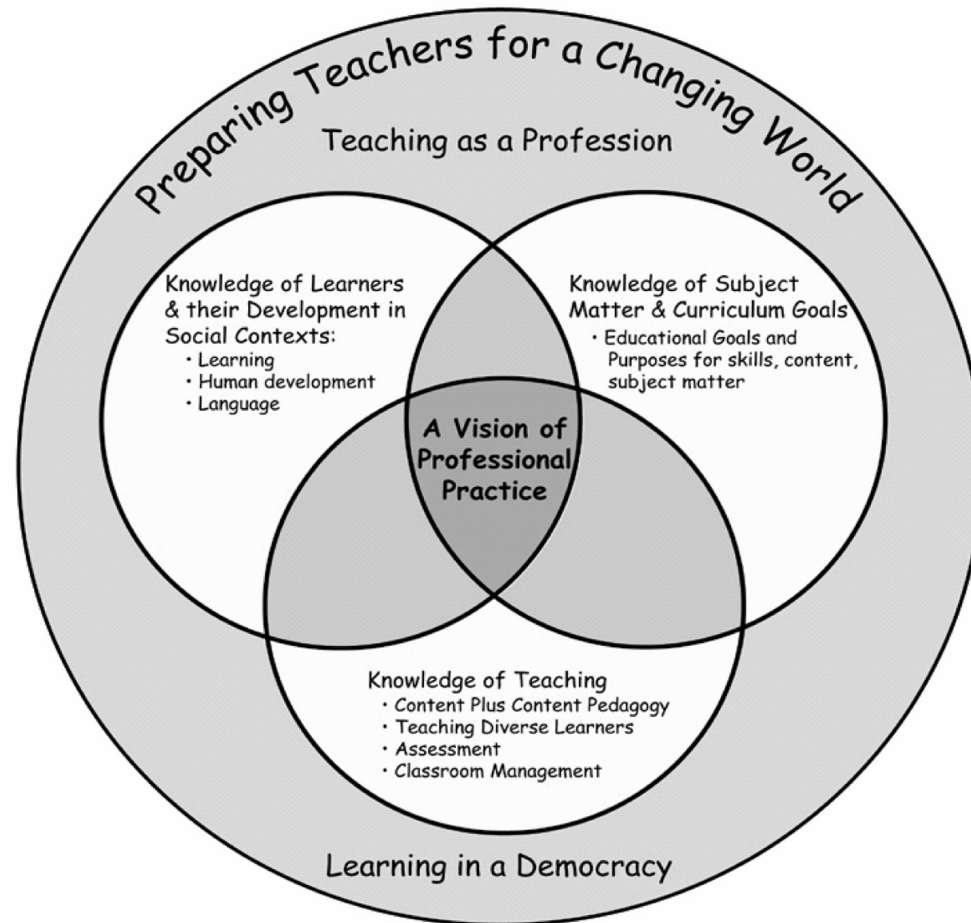 Preparing Teachers for a Changing World
Teaching as a Profession
Knowledge of Learners
& their Development in
Social Contexts:
· Learning
· Human development
· Language
Knowledge of Subject
Matter & Curriculum Goals
· Educational Goals and
Purposes for skills, content,
subject matter
A Vision of
Professional
Practice
Knowledge of Teaching
· Content Plus Content Pedagogy
· Teaching Diverse Learners
· Assessment
· Classroom Management
Learning in a Democracy